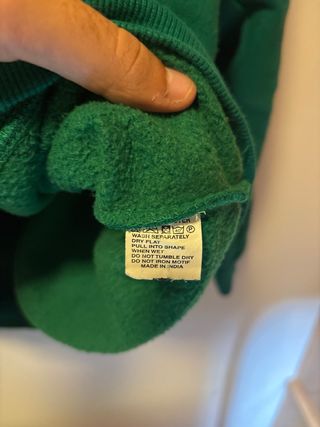 WASH SEPARATELY
DRY FLAT
PULL INTO SHAPE
WHEN WET
DO NOT TUMBLE DRY
DO NOT IRON MOTIF
MADE IN INDIA